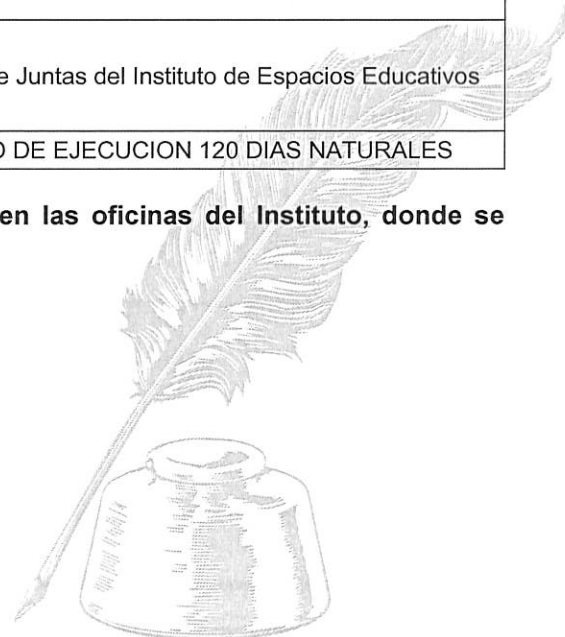 e Juntas del Instituto de Espacios Educativos
O DE EJECUCION 120 DIAS NATURALES
en las oficinas del Instituto, donde se